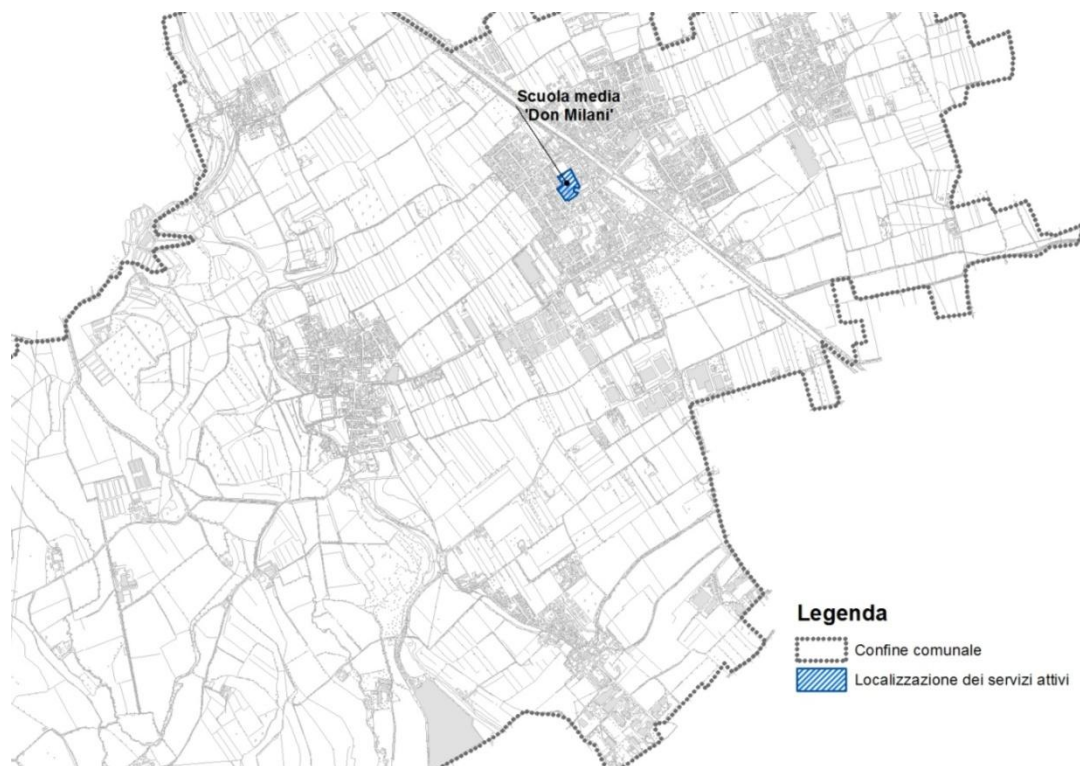 Scuola media
'Don Milani'
Legenda
Confine comunale
Localizzazione dei servizi attivi